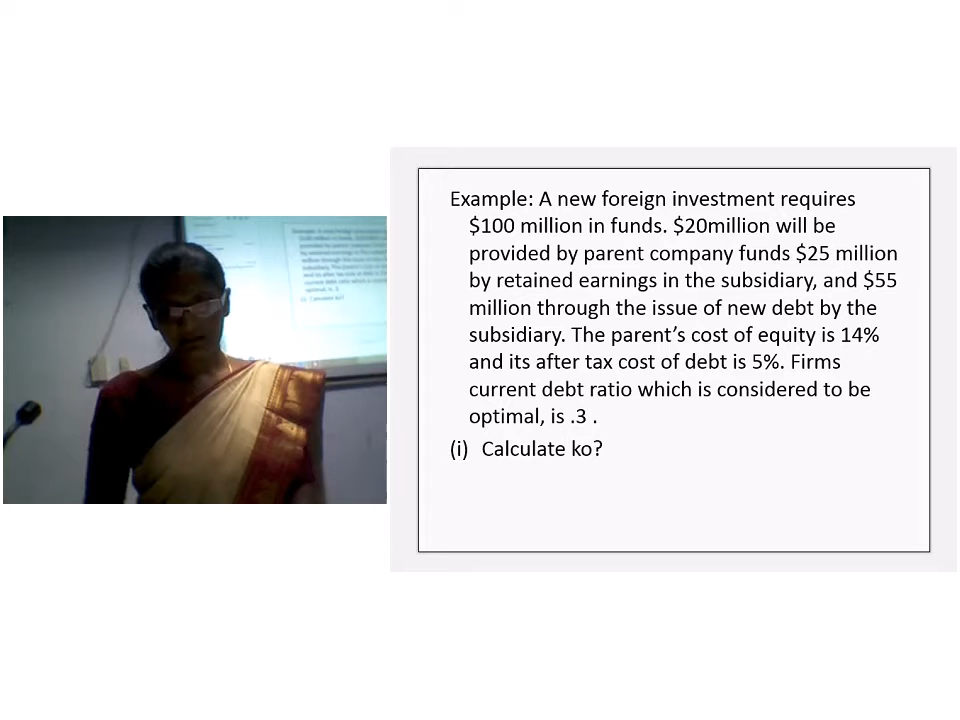 Example: A new foreign investment requires
$100 million in funds. $20million will be
provided by parent company funds $25 million
by retained earnings in the subsidiary, and $55
million through the issue of new debt by the
subsidiary. The parent’s cost of equity is 14%
and its after tax cost of debt is 5%. Firms
current debt ratio which is considered to be
optimal, is .3 .
(i) Calculate ko?